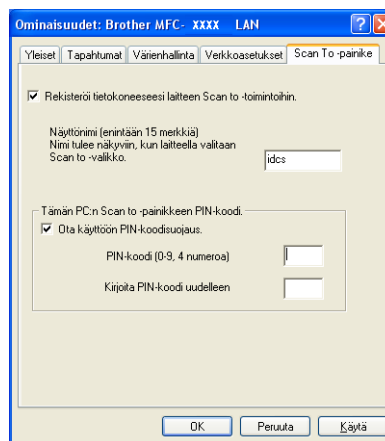 Ominaisuudet: Brother MFC- XXXX LAN
Yleiset Tapahtumat Värienhallinta Verkkoasetukset Scan To -painike
Rekisteröi tietokoneeseesi laitteen Scan to -toimintoihin.
Näyttönimi (enintään 15 merkkiä)
Nimi tulee näkyviin, kun laitteella valitaan
Scan to -valikko.
idcs
Tämän PC:n Scan to -painikkeen PIN-koodi.
Ota käyttöön PIN-koodisuojaus.
PIN-koodi (0-9, 4 numeroa)
Kirjoita PIN-koodi uudelleen
OK Peruuta Käytä